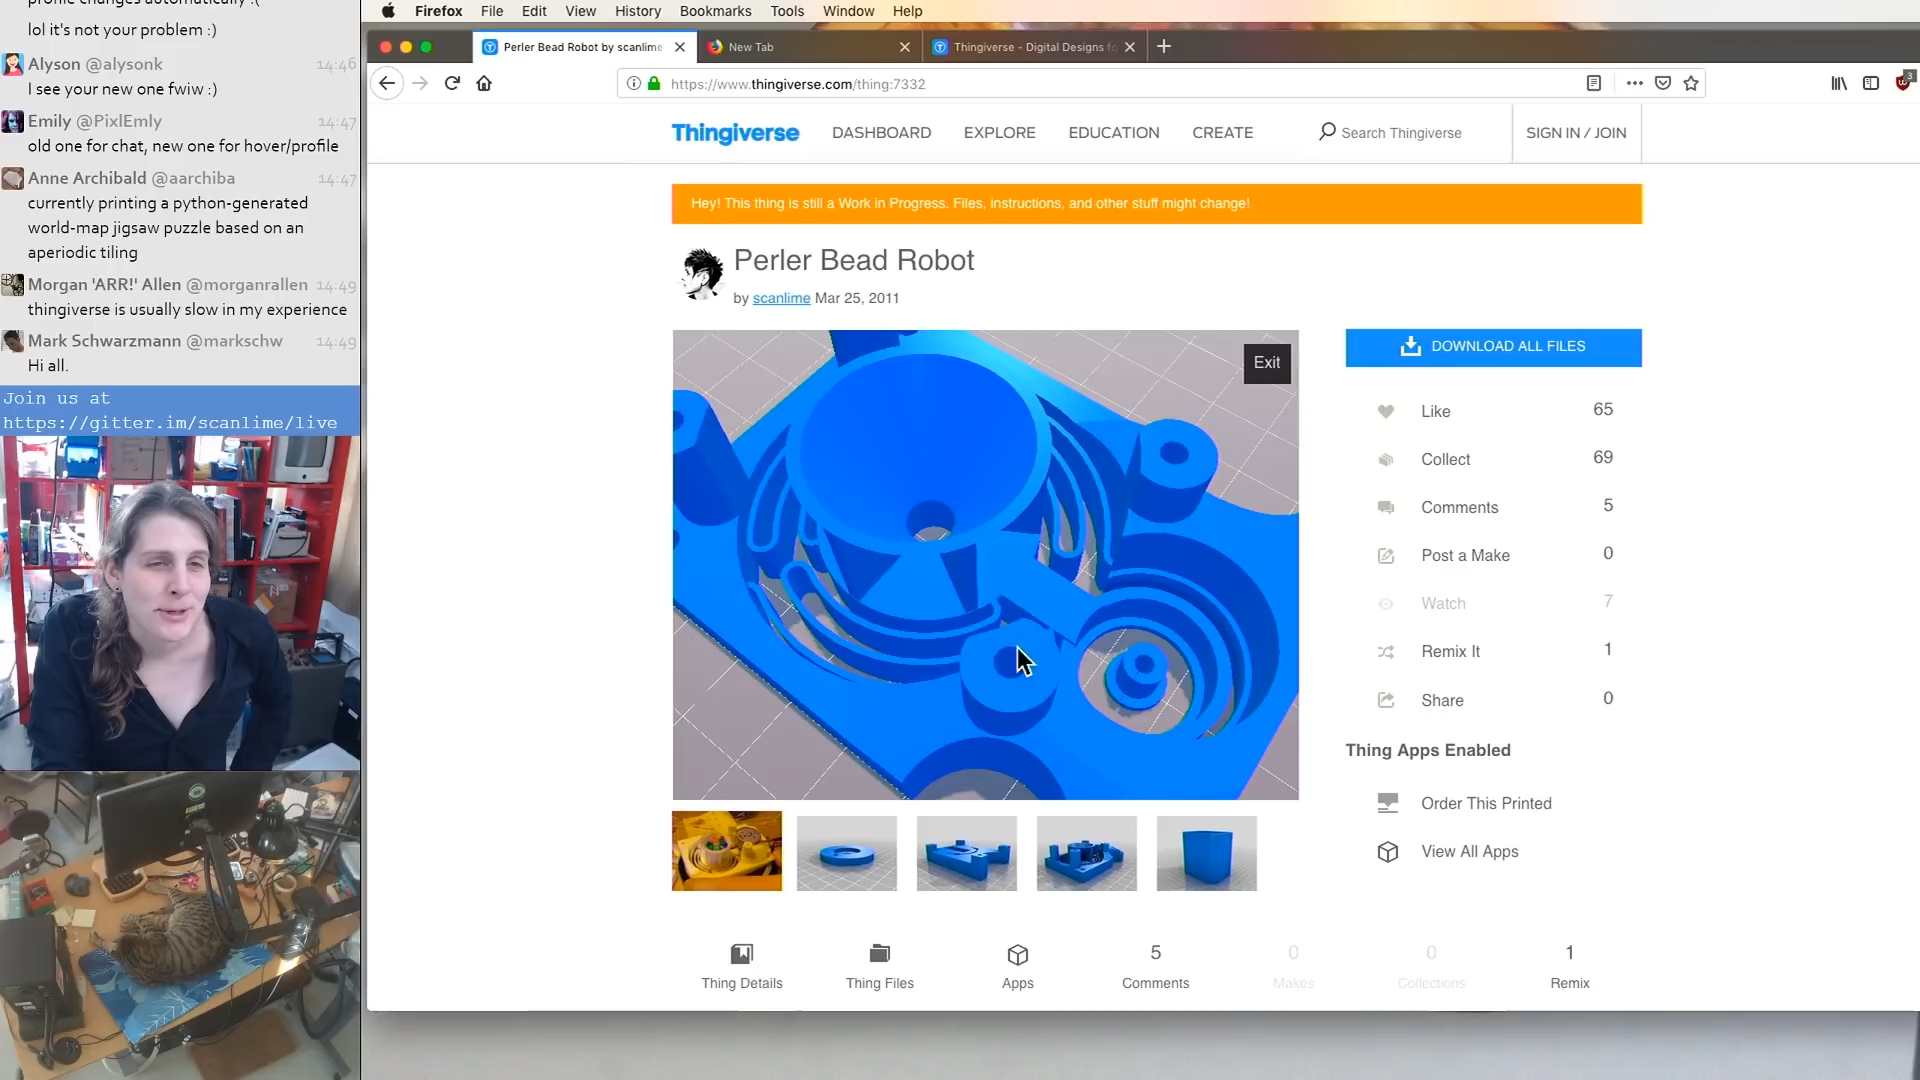 profile changes automatically :(
lol it's not your problem :)
Alyson @alysonk 14:46
I see your new one fwiw :)
Emily @PixlEmly 14:47
old one for chat, new one for hover/profile
Anne Archibald @aarchiba 14:47
currently printing a python-generated
world-map jigsaw puzzle based on an
aperiodic tiling
Morgan 'ARR!' Allen @morganrallen 14:49
thingiverse is usually slow in my experience
Mark Schwarzmann @markschw 14:49
Hi all.
Join us at
https://gitter.im/scanlime/live
Firefox File Edit View History Bookmarks Tools Window Help
Perler Bead Robot by scanlime
New Tab
Thingiverse - Digital Designs fo
https://www.thingiverse.com/thing:7332
3
Thingiverse DASHBOARD EXPLORE EDUCATION CREATE Search Thingiverse SIGN IN / JOIN
Hey! This thing is still a Work in Progress. Files, instructions, and other stuff might change!
Perler Bead Robot
by scanlime Mar 25, 2011
Exit
DOWNLOAD ALL FILES
Like 65
Collect 69
Comments 5
Post a Make 0
Watch 7
Remix It 1
Share 0
Thing Apps Enabled
Order This Printed
View All Apps
5 0 0 1
Thing Details Thing Files Apps Comments Makes Collections Remix